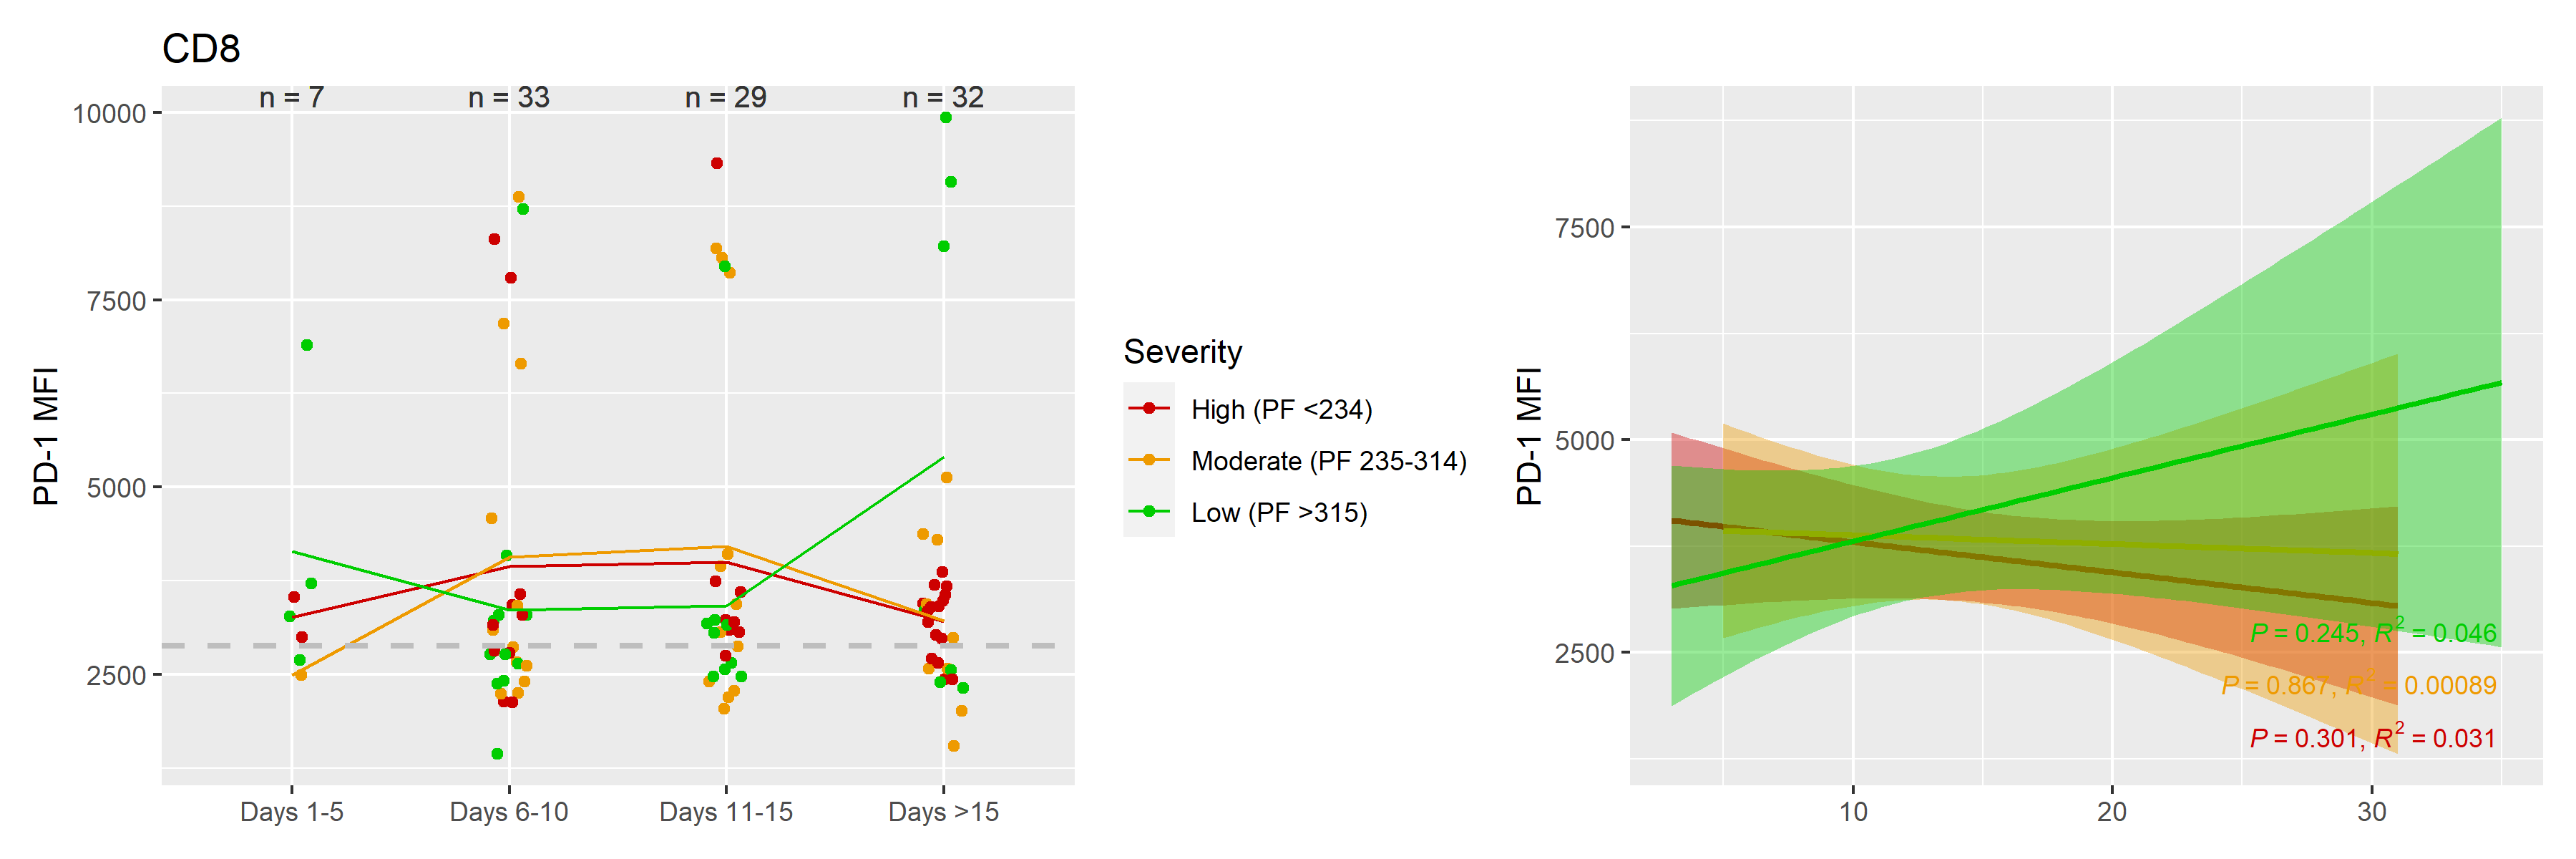 CD8
n = 7
n = 33
n = 29
n = 32
10000
7500
5000
2500
PD-1 MFI
Days 1-5
Days 6-10
Days 11-15
Days >15
Severity
High (PF <234)
Moderate (PF 235-314)
Low (PF >315)
PD-1 MFI
7500
5000
2500
P = 0.245, R² = 0.046
P = 0.867, R² = 0.00089
P = 0.301, R² = 0.031
10
20
30